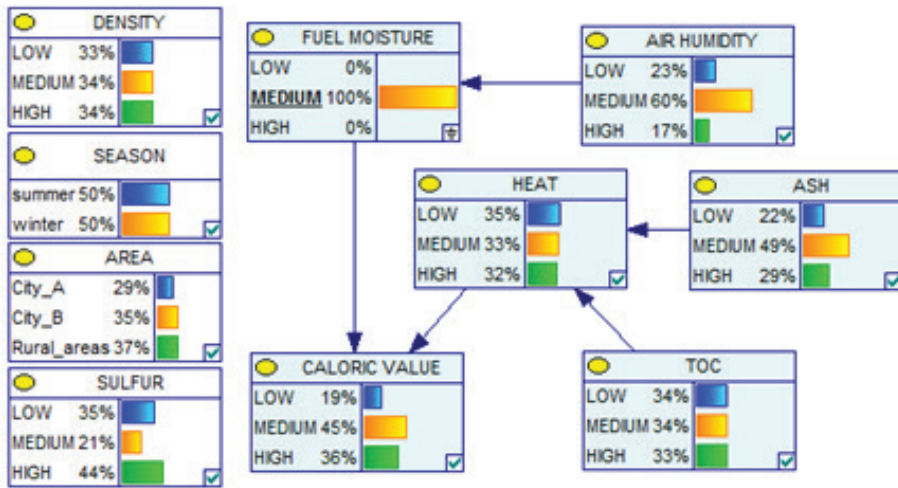 DENSITY
LOW 33%
MEDIUM 34%
HIGH 34%
SEASON
summer 50%
winter 50%
AREA
City_A 29%
City_B 35%
Rural_areas 37%
SULFUR
LOW 35%
MEDIUM 21%
HIGH 44%
FUEL MOISTURE
LOW 0%
MEDIUM 100%
HIGH 0%
AIR HUMIDITY
LOW 23%
MEDIUM 60%
HIGH 17%
HEAT
LOW 35%
MEDIUM 33%
HIGH 32%
ASH
LOW 22%
MEDIUM 49%
HIGH 29%
CALORIC VALUE
LOW 19%
MEDIUM 45%
HIGH 36%
TOC
LOW 34%
MEDIUM 34%
HIGH 33%